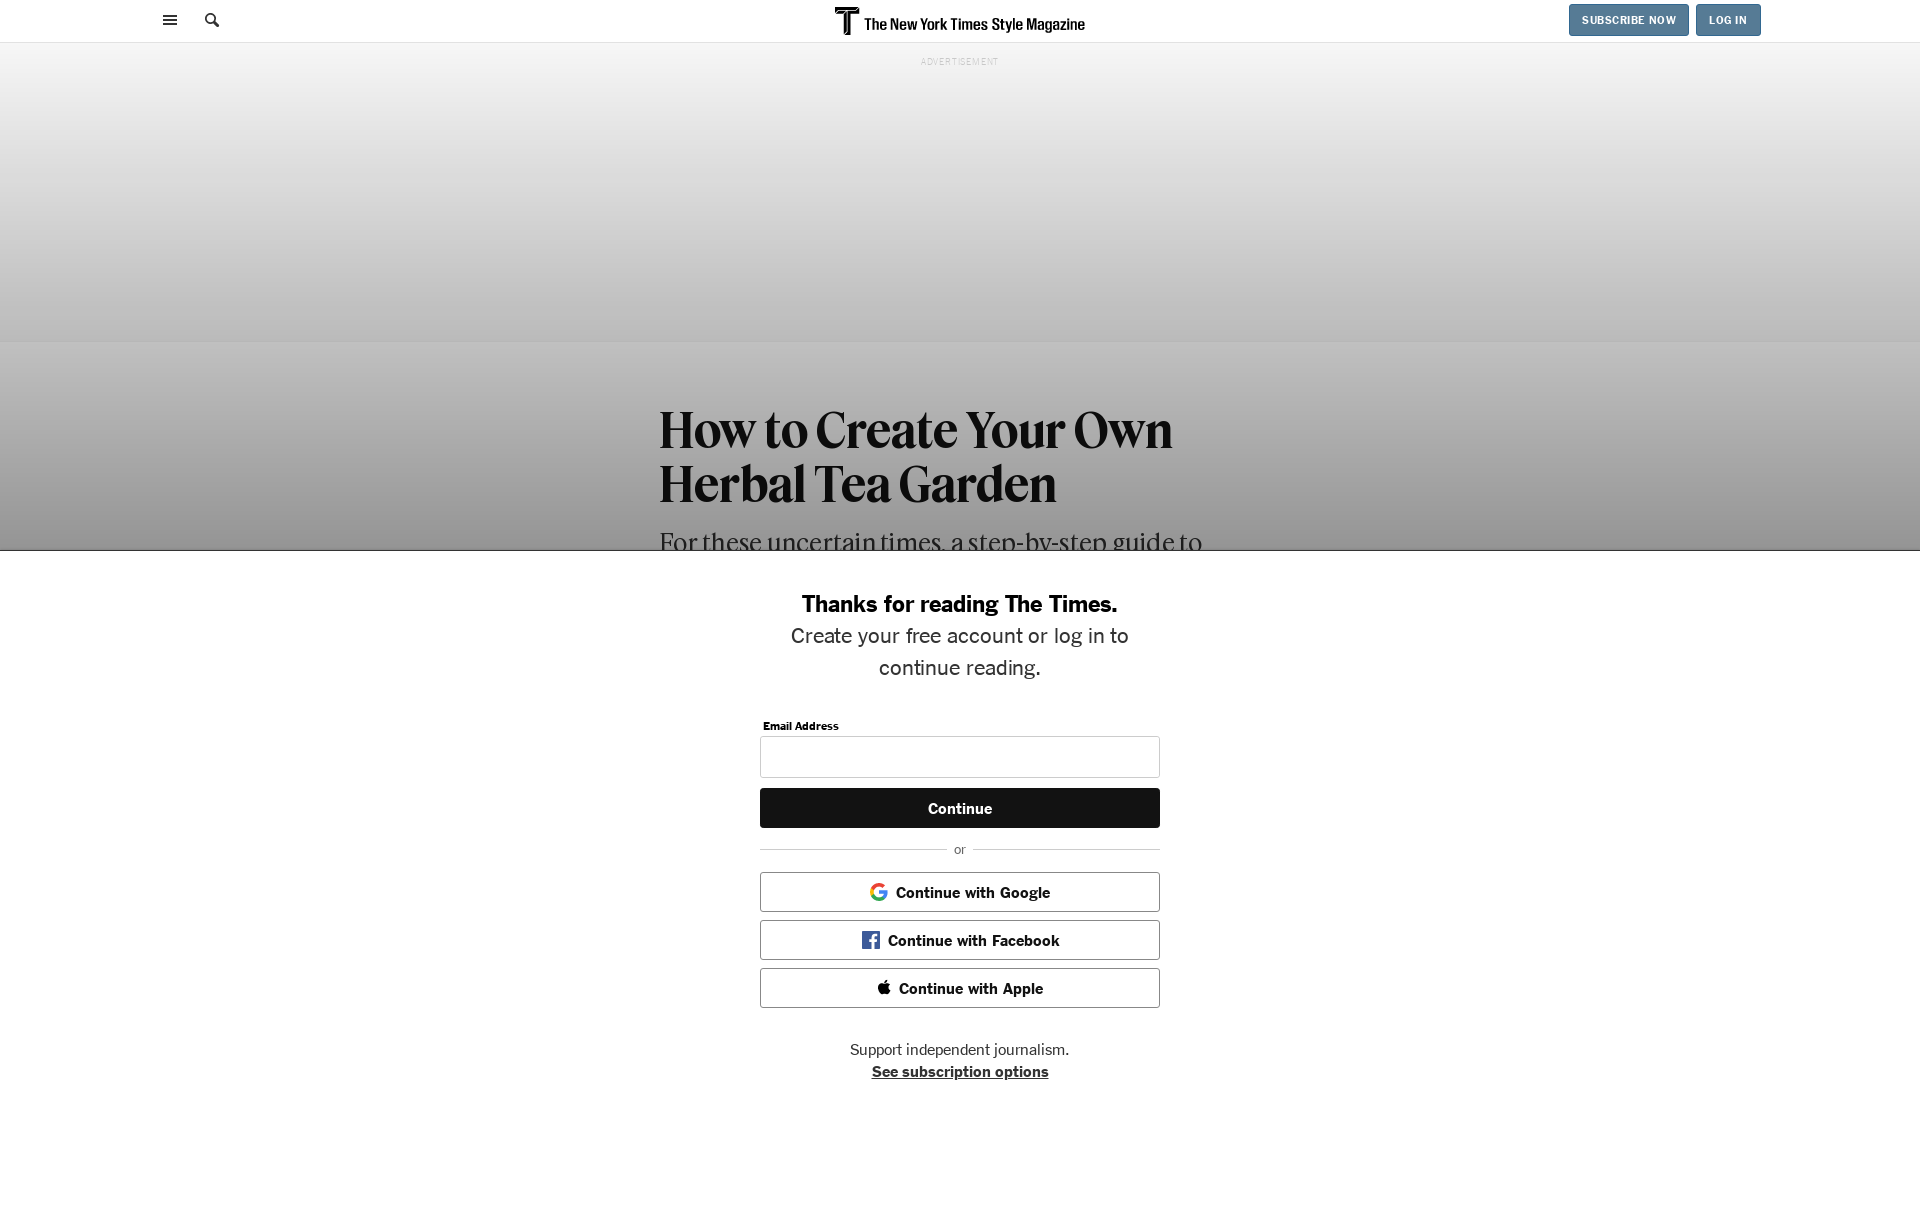 The New York Times Style Magazine
SUBSCRIBE NOW
LOG IN
ADVERTISEMENT
How to Create Your Own
Herbal Tea Garden
For these uncertain times, a step-by-step guide to
Thanks for reading The Times.
Create your free account or log in to
continue reading.
Email Address
Continue
or
Continue with Google
Continue with Facebook
Continue with Apple
Support independent journalism.
See subscription options